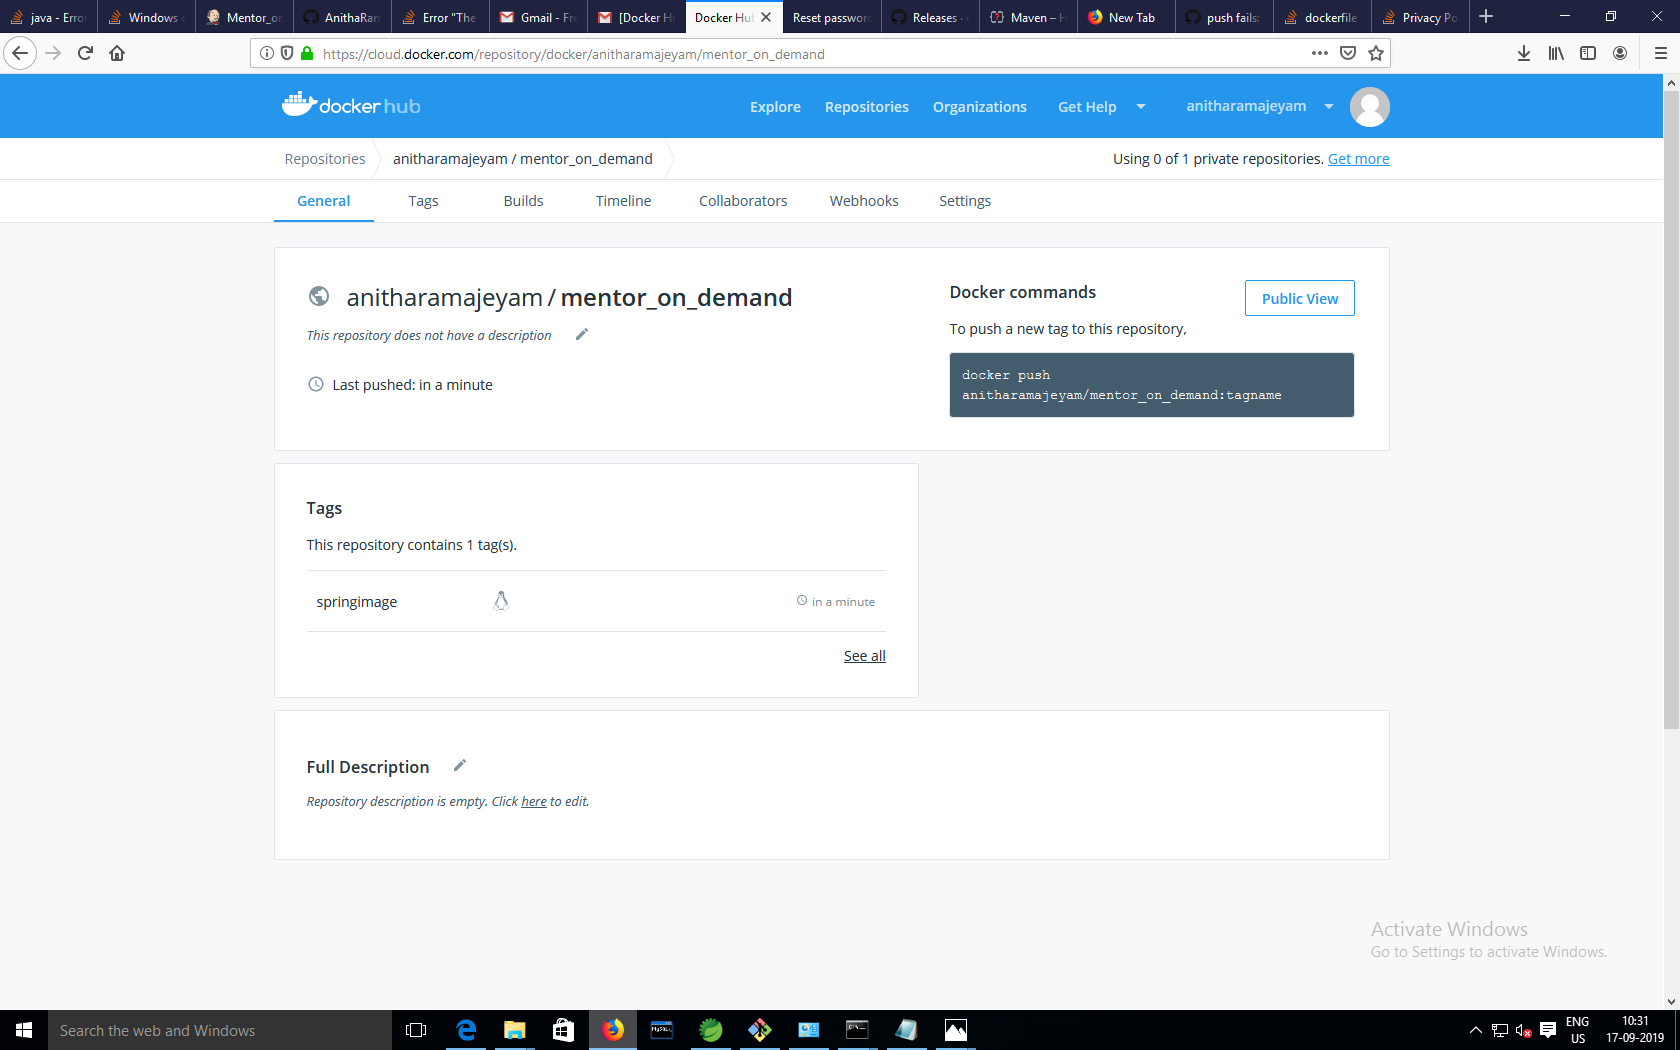 java - Erro
Windows
Mentor_or
AnithaRan
Error "The
Gmail - Fre
[Docker H
Docker Hu
Reset password
Releases ·
Maven – H
New Tab
push fails:
dockerfile
Privacy Po
https://cloud.docker.com/repository/docker/anitharamajeyam/mentor_on_demand
docker hub
Explore
Repositories
Organizations
Get Help
anitharamajeyam
Repositories
anitharamajeyam / mentor_on_demand
Using 0 of 1 private repositories. Get more
General
Tags
Builds
Timeline
Collaborators
Webhooks
Settings
anitharamajeyam / mentor_on_demand
This repository does not have a description
Last pushed: in a minute
Docker commands
Public View
To push a new tag to this repository,
docker push
anitharamajeyam/mentor_on_demand:tagname
Tags
This repository contains 1 tag(s).
springimage
in a minute
See all
Full Description
Repository description is empty. Click here to edit.
Activate Windows
Go to Settings to activate Windows.
Search the web and Windows
ENG
US
10:31
17-09-2019